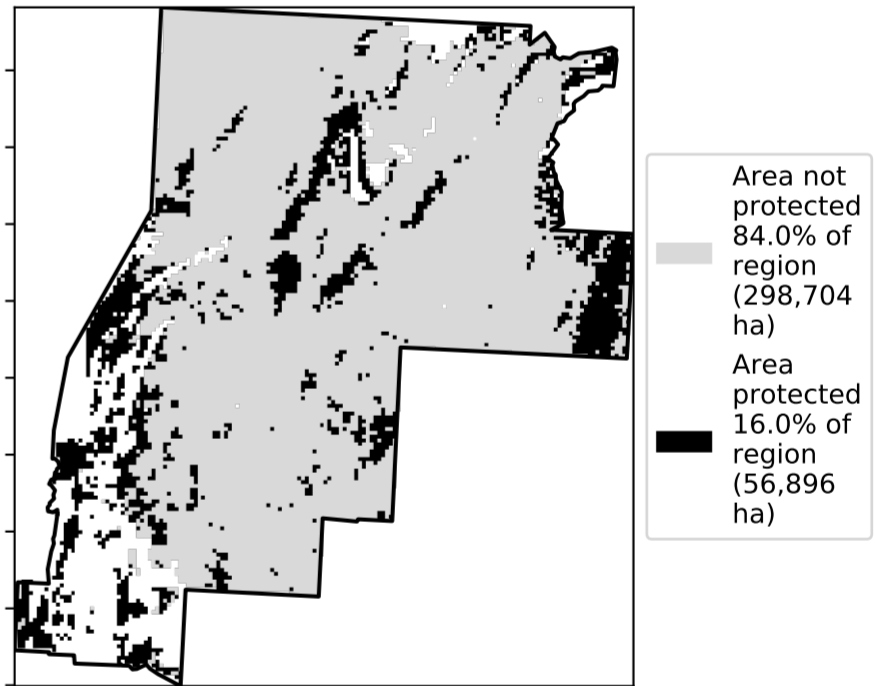 Area not
protected
84.0% of
region
(298,704
ha)
Area
protected
16.0% of
region
(56,896
ha)